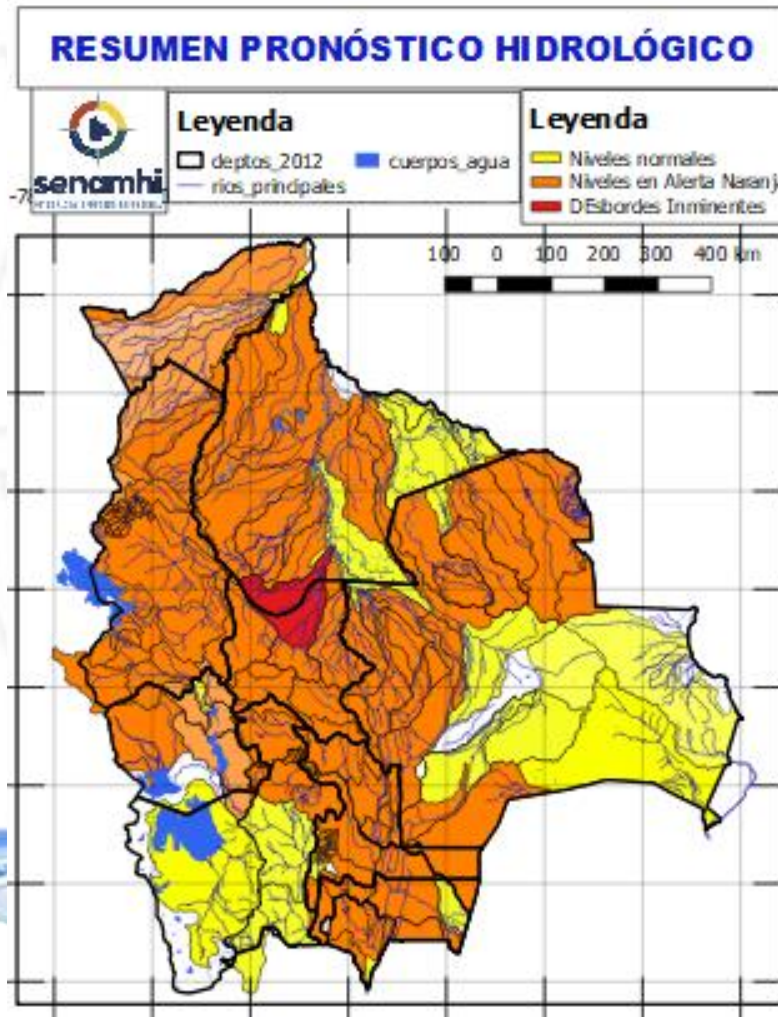 RESUMEN PRONÓSTICO HIDROLÓGICO
senamhi
Leyenda
deptos_2012
cuerpos_agua
rios_principales
Leyenda
Niveles normales
Niveles en Alerta Naranj
DEsbordes Inminentes
100 0 100 200 300 400 km